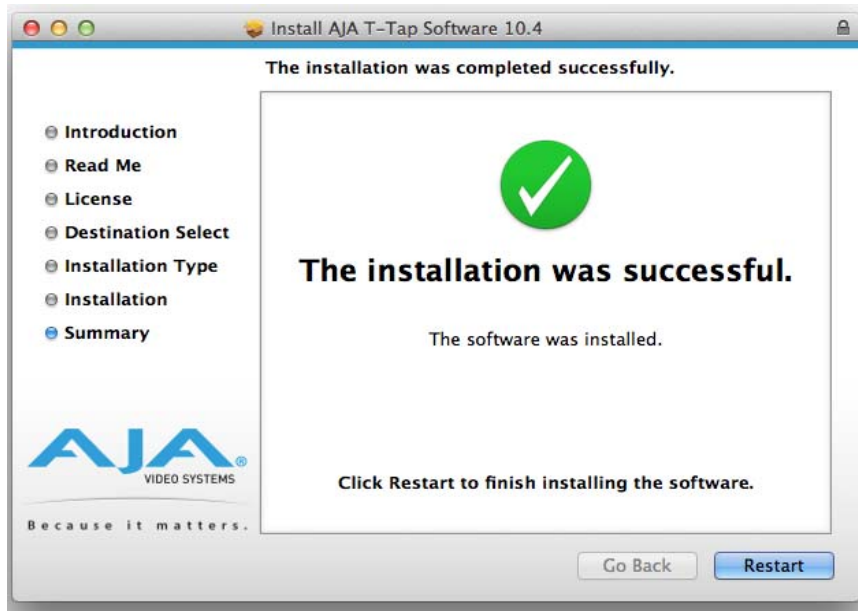 Install AJA T-Tap Software 10.4
The installation was completed successfully.
Introduction
Read Me
License
Destination Select
Installation Type
Installation
Summary
The installation was successful.
The software was installed.
Click Restart to finish installing the software.
AJA®
VIDEO SYSTEMS
Because it matters.
Go Back
Restart